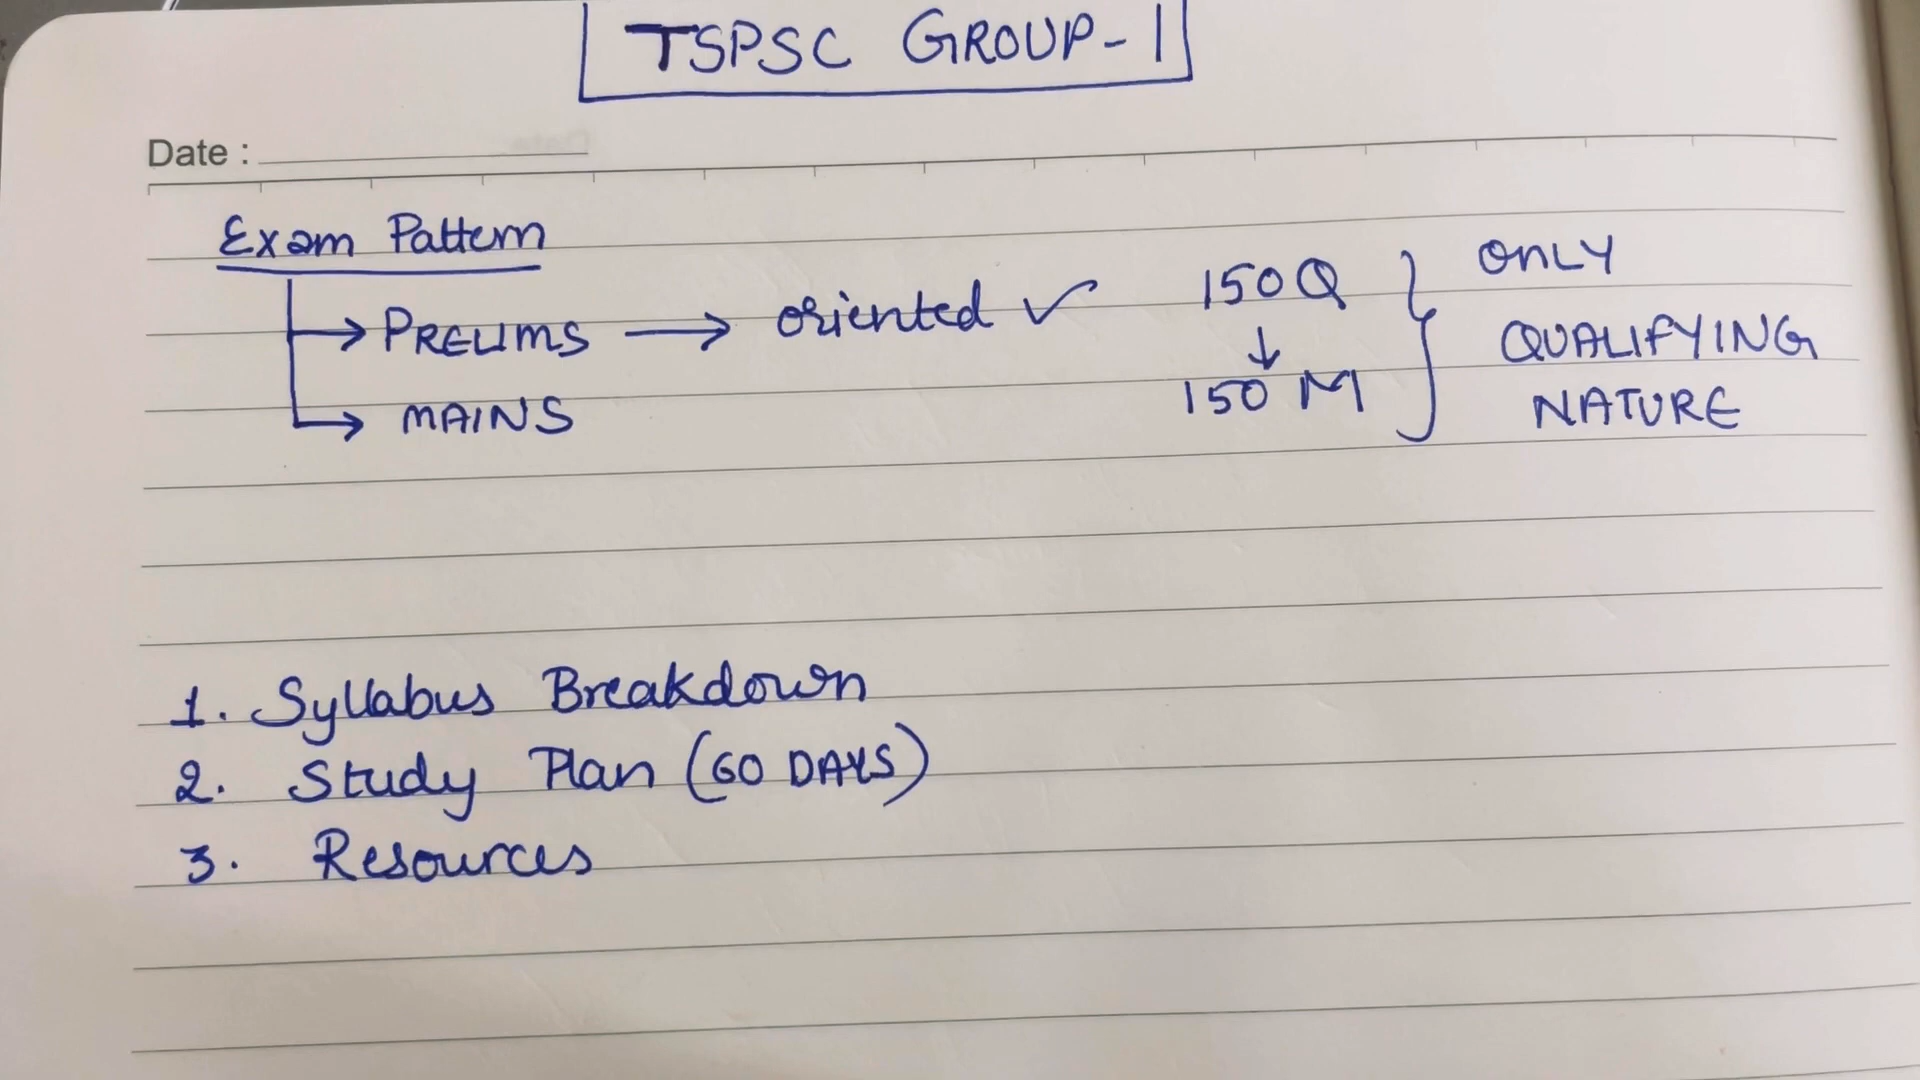 TSPSC GROUP-1
Date :
Exam Pattern
→ PRELIMS → oriented ✓ 150Q } ONLY
↓ QUALIFYING
→ MAINS 150 M NATURE
1. Syllabus Breakdown
2. Study Plan (60 DAYS)
3. Resources